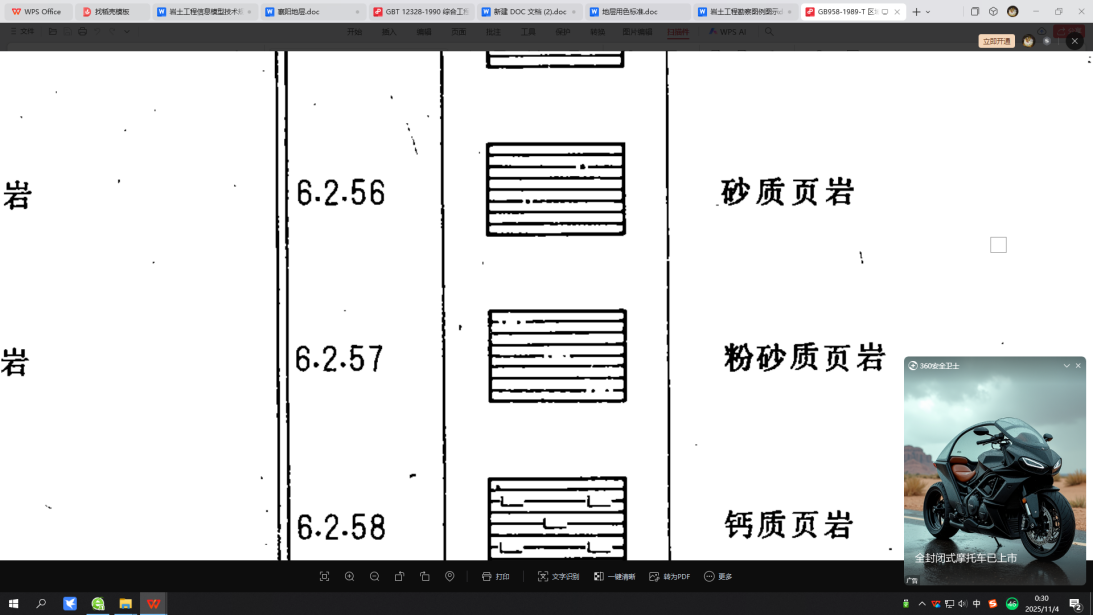 WPS Office
找稻壳模板
岩土工程信息模型技术标
襄阳地层.doc
GBT 12328-1990 综合工程
新建 DOC 文档 (2).doc
地层用色标准.doc
岩土工程勘察图例图示
GB958-1989-T 区域
文件
开始 插入 编辑 页面 批注 工具 保护 转换 图片编辑 扫描件 WPS AI
立即开通
岩 6.2.56 砂质页岩
岩 6.2.57 粉砂质页岩
6.2.58 钙质页岩
360安全卫士
全封闭式摩托车已上市
广告
打印 文字识别 一键清晰 转为PDF 更多
中
46
0:30
2025/11/4
2